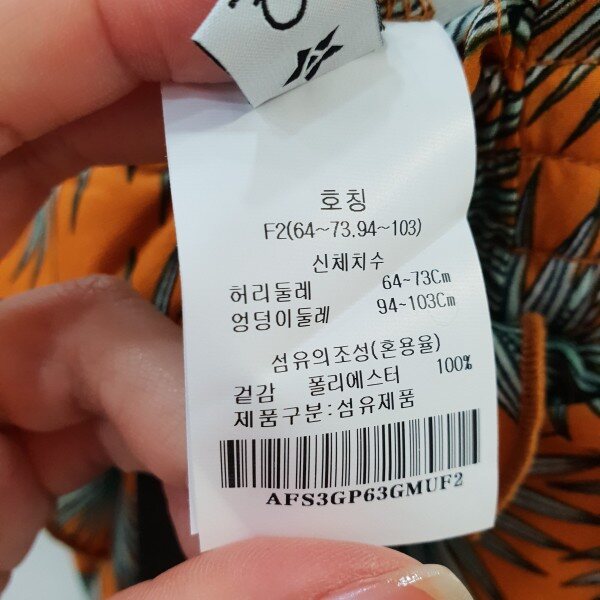 호칭
F2(64~73,94~103)
신체치수
허리둘레 64~73Cm
엉덩이둘레 94~103Cm
섬유의조성(혼용율)
겉감 폴리에스터 100%
제품구분:섬유제품
AFS3GP63GMUF2